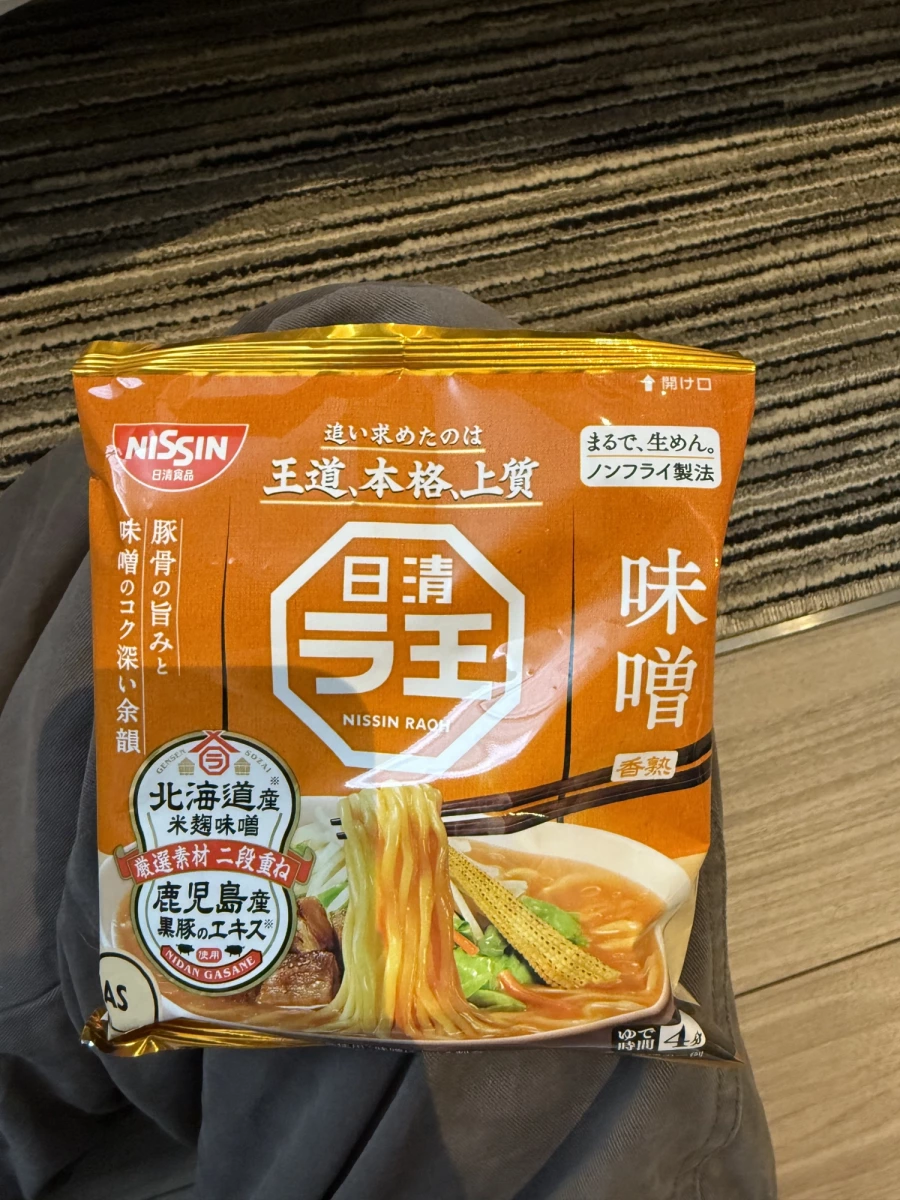 開け口
NISSIN
日清食品
追い求めたのは
王道、本格、上質
まるで、生めん。
ノンフライ製法
豚骨の旨みと
味噌のコク深い余韻
日清
ラ王
NISSIN RAOH
味噌
香熟
GENSEN SOZAI
ラ
北海道産※
米麹味噌
厳選素材 二段重ね
鹿児島産
黒豚のエキス※
使用
NIDAN GASANE
AS
ゆで
時間
4分